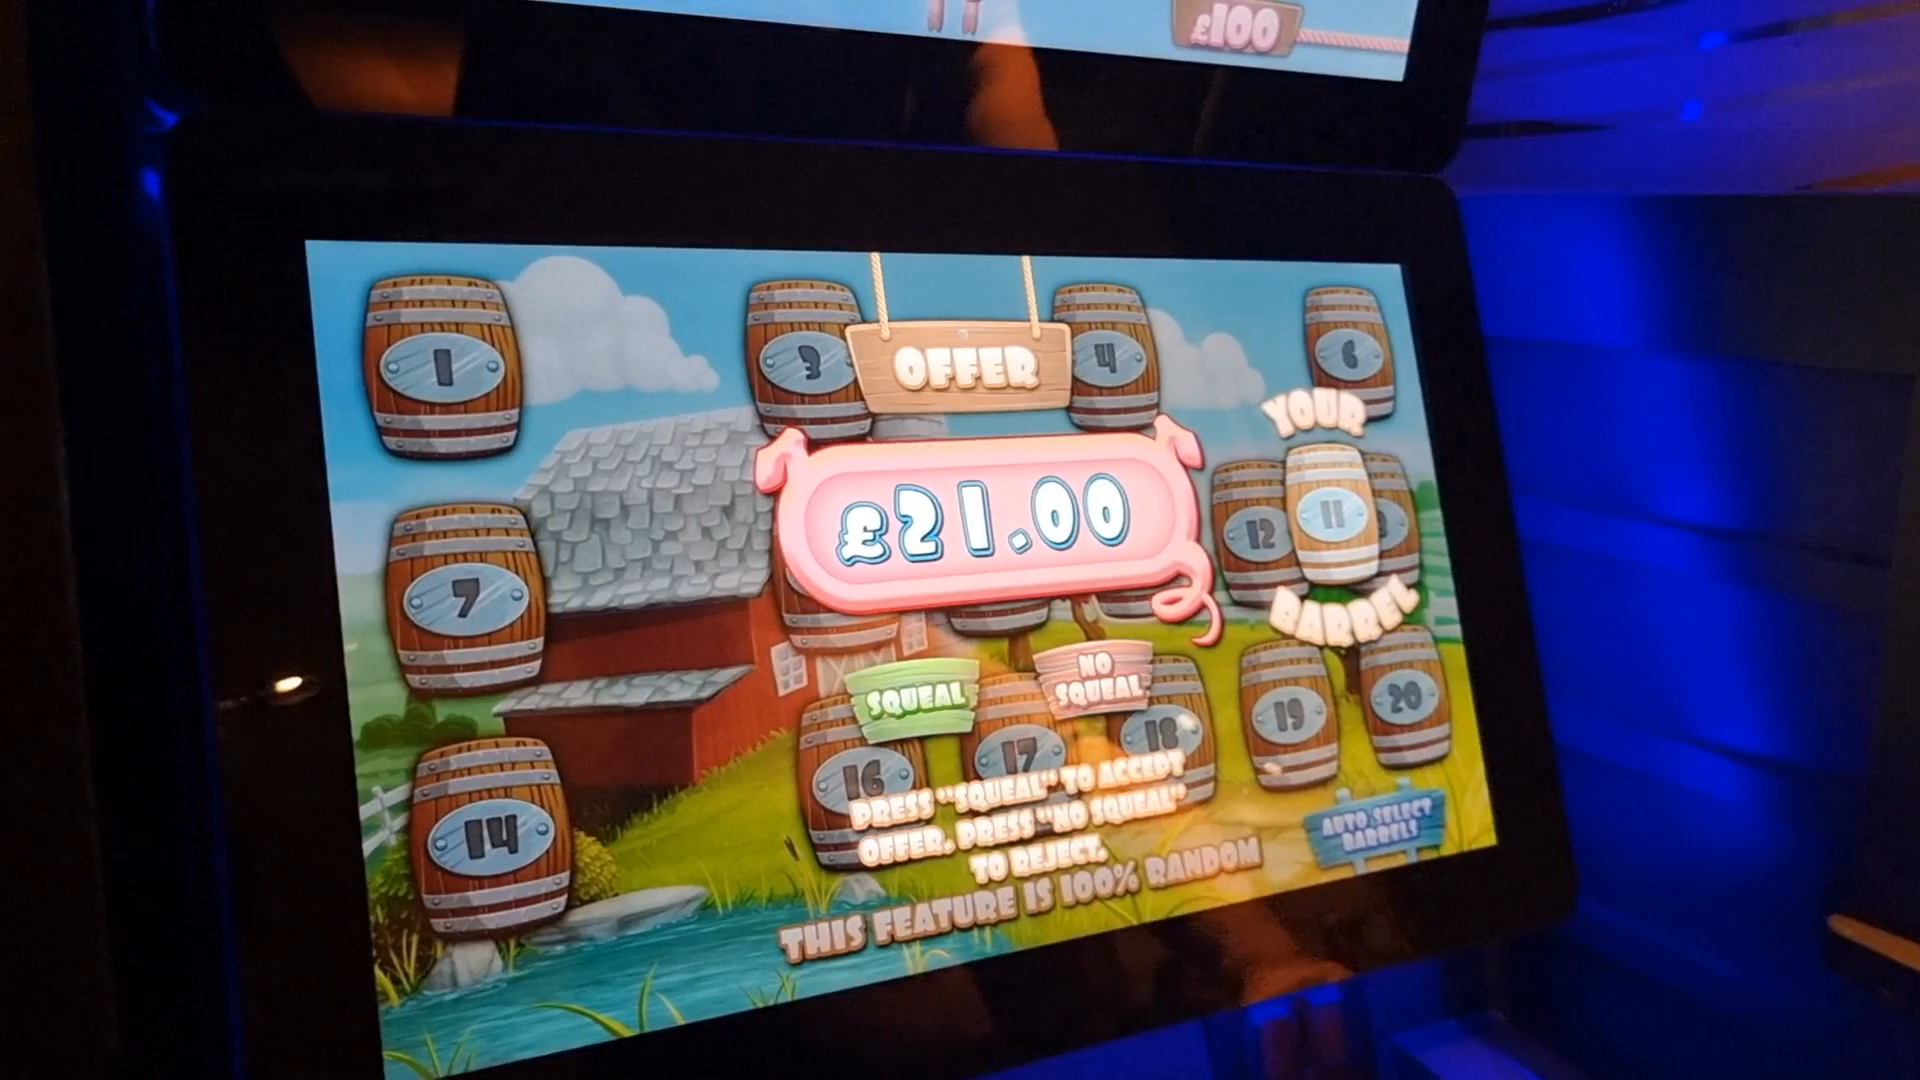 £100
OFFER
1
3
4
6
YOUR
£21.00
12
11
7
BARREL
SQUEAL
NO
SQUEAL
16
17
18
19
20
14
PRESS "SQUEAL" TO ACCEPT
OFFER. PRESS "NO SQUEAL"
TO REJECT.
THIS FEATURE IS 100% RANDOM
AUTO SELECT
BARRELS